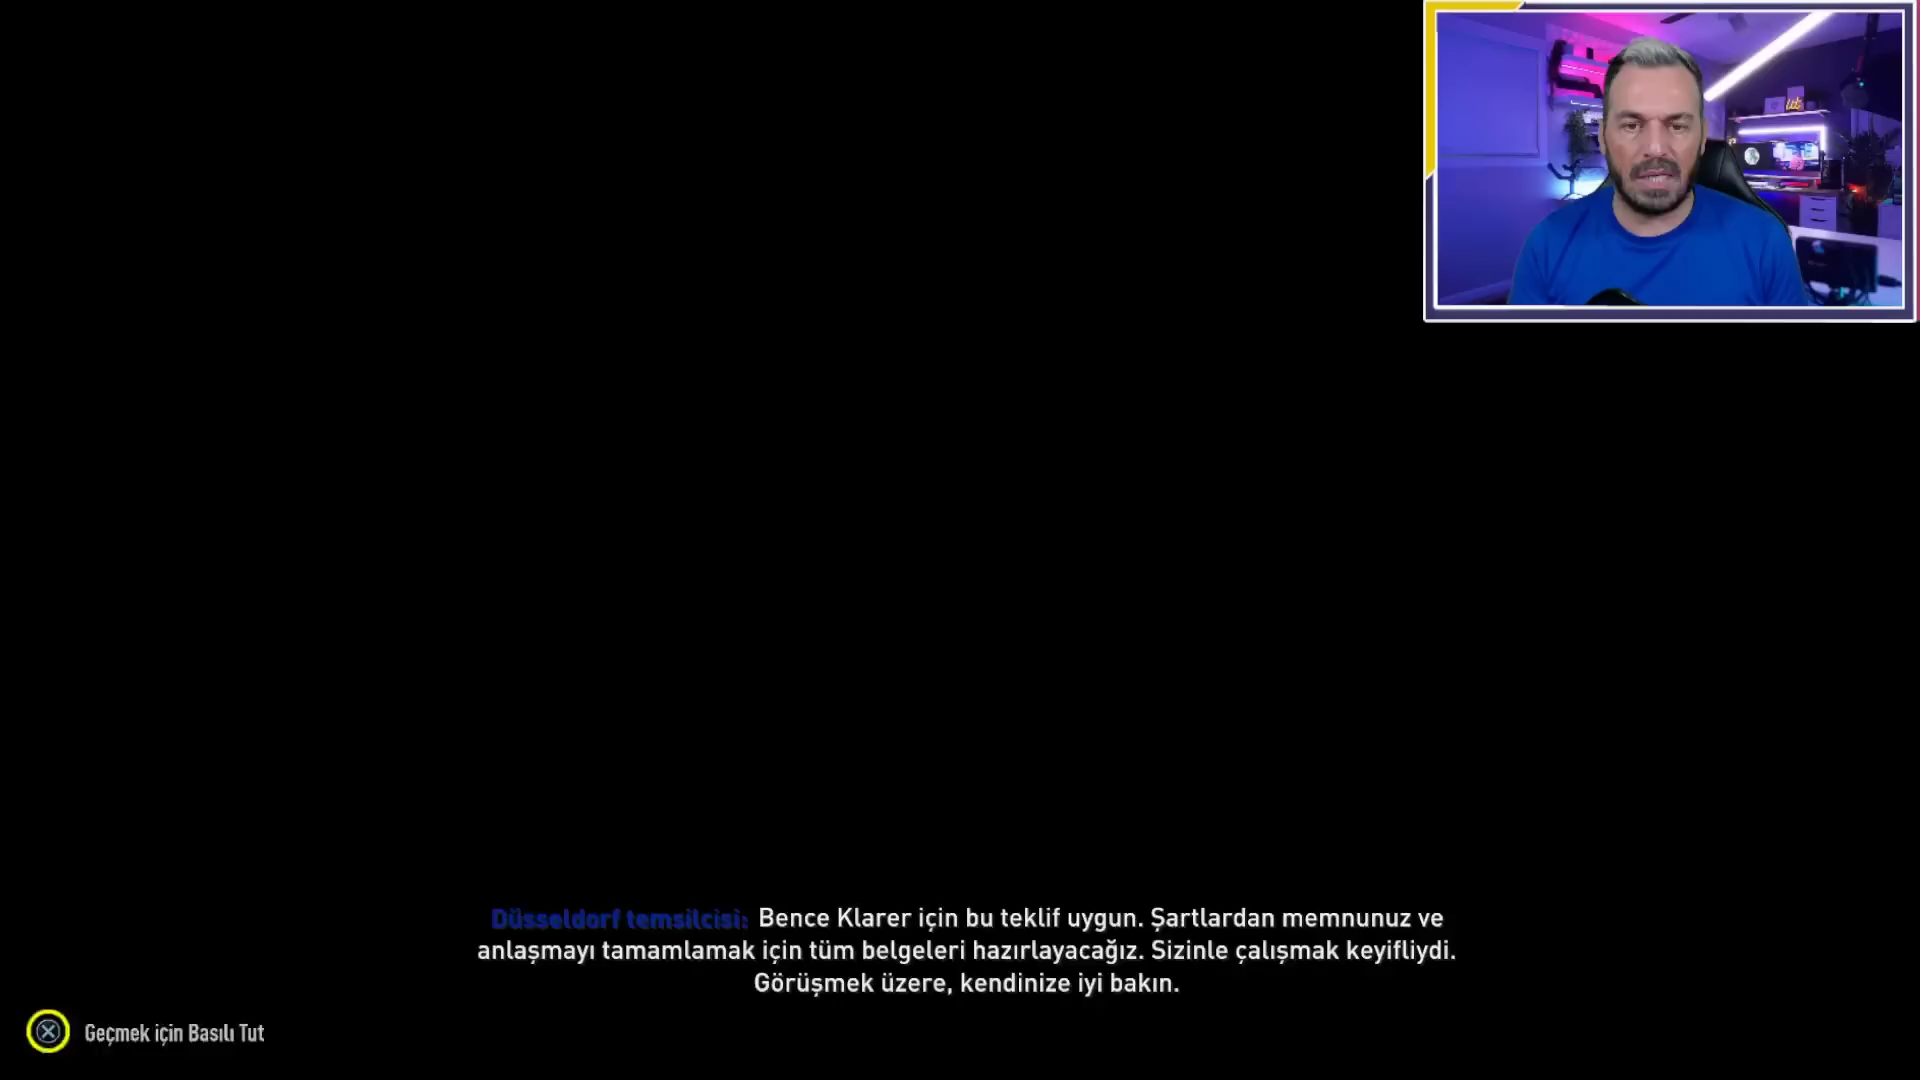 Düsseldorf temsilcisi: Bence Klarer için bu teklif uygun. Şartlardan memnunuz ve
anlaşmayı tamamlamak için tüm belgeleri hazırlayacağız. Sizinle çalışmak keyifliydi.
Görüşmek üzere, kendinize iyi bakın.
Geçmek için Basılı Tut